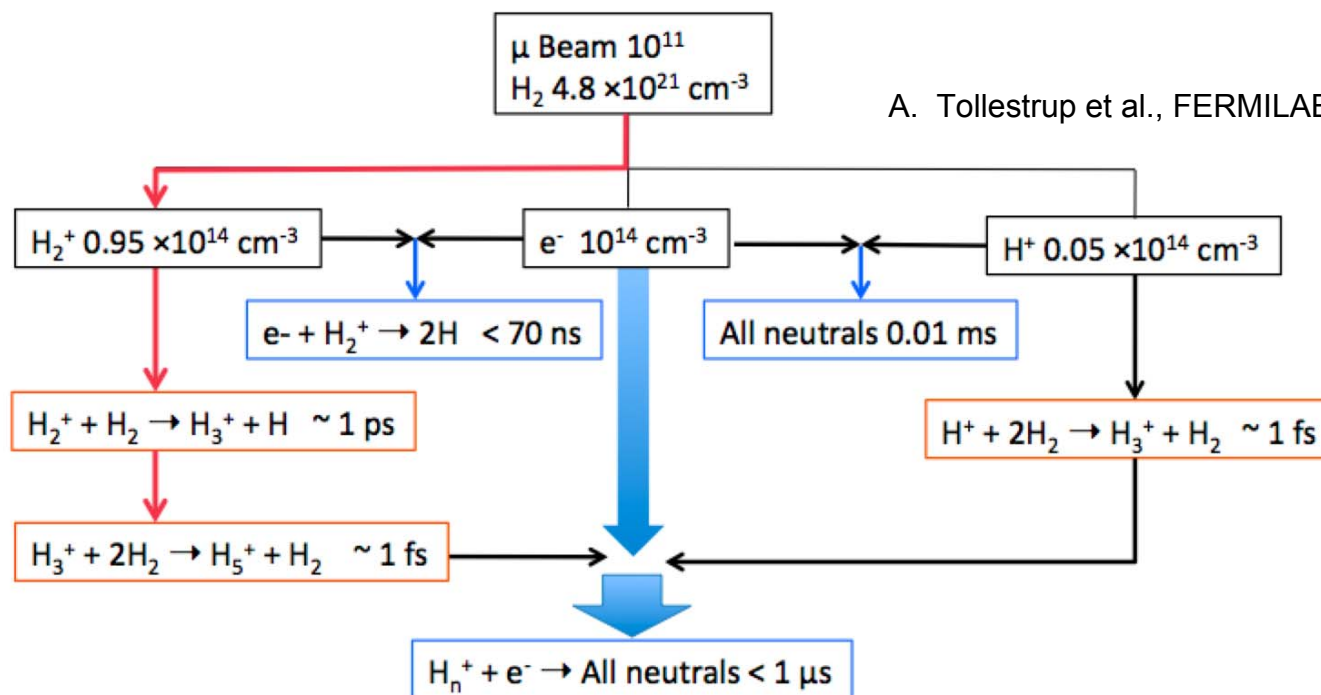 μ Beam 10¹¹
H₂ 4.8 ×10²¹ cm⁻³
A. Tollestrup et al., FERMILAB
H₂⁺ 0.95 ×10¹⁴ cm⁻³
e⁻ 10¹⁴ cm⁻³
H⁺ 0.05 ×10¹⁴ cm⁻³
e- + H₂⁺ → 2H < 70 ns
All neutrals 0.01 ms
H₂⁺ + H₂ → H₃⁺ + H ~ 1 ps
H⁺ + 2H₂ → H₃⁺ + H₂ ~ 1 fs
H₃⁺ + 2H₂ → H₅⁺ + H₂ ~ 1 fs
Hₙ⁺ + e⁻ → All neutrals < 1 μs